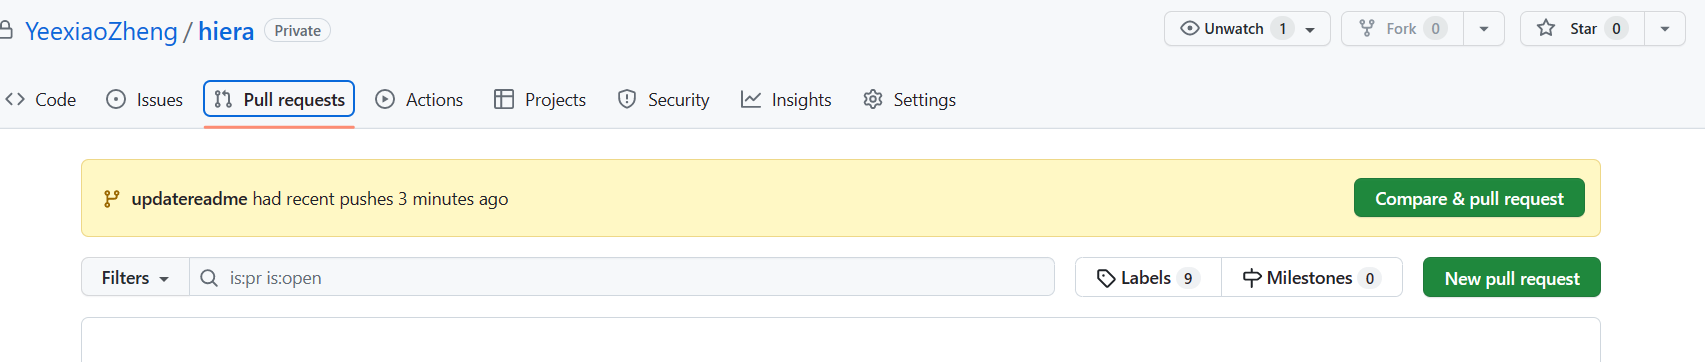 YeexiaoZheng / hiera Private Unwatch 1 Fork 0 Star 0
Code Issues Pull requests Actions Projects Security Insights Settings
updatereadme had recent pushes 3 minutes ago Compare & pull request
Filters is:pr is:open Labels 9 Milestones 0 New pull request